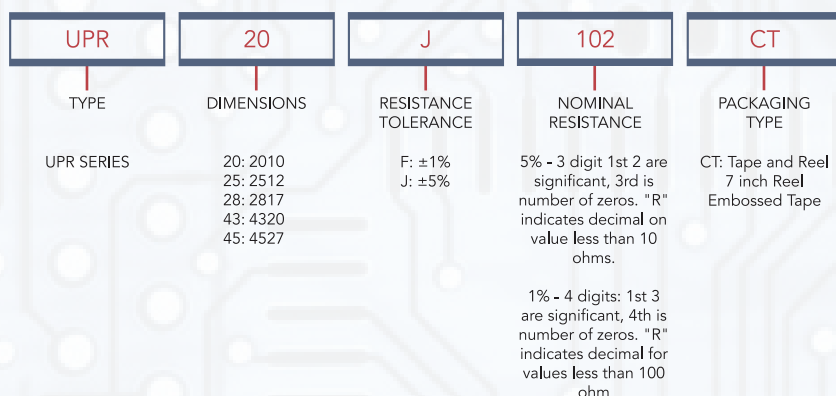 UPR
20
J
102
CT
TYPE
DIMENSIONS
RESISTANCE
TOLERANCE
NOMINAL
RESISTANCE
PACKAGING
TYPE
UPR SERIES
20: 2010
25: 2512
28: 2817
43: 4320
45: 4527
F: ±1%
J: ±5%
5% - 3 digit 1st 2 are
significant, 3rd is
number of zeros. "R"
indicates decimal on
value less than 10
ohms.
1% - 4 digits: 1st 3
are significant, 4th is
number of zeros. "R"
indicates decimal for
values less than 100
ohm
CT: Tape and Reel
7 inch Reel
Embossed Tape